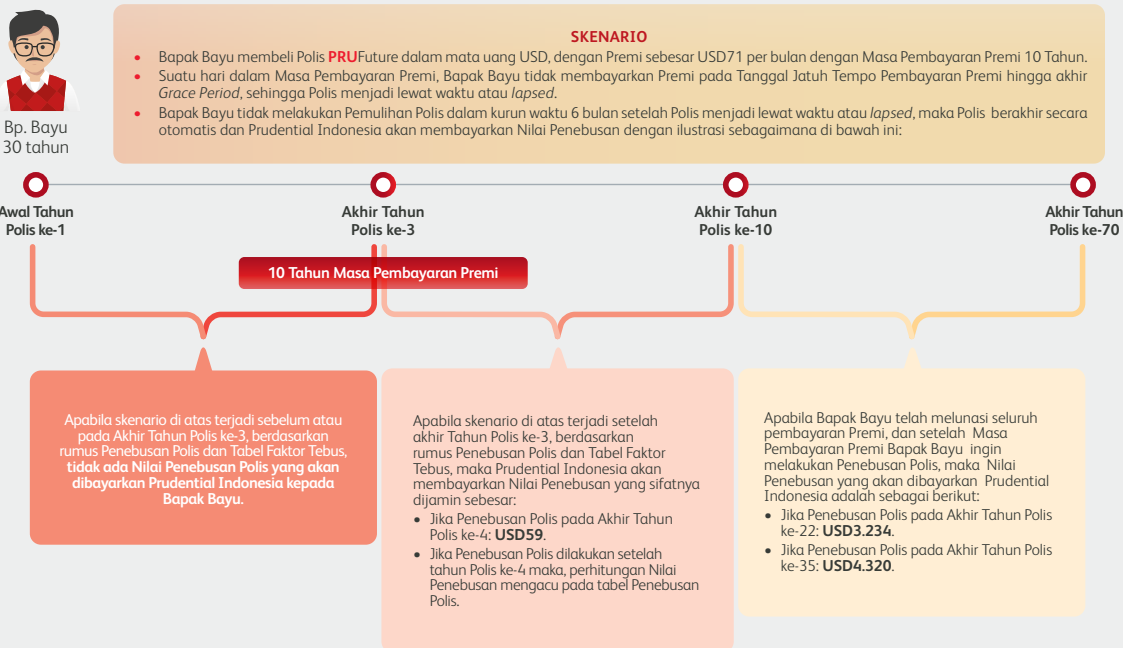 SKENARIO
• Bapak Bayu membeli Polis PRUFuture dalam mata uang USD, dengan Premi sebesar USD71 per bulan dengan Masa Pembayaran Premi 10 Tahun.
• Suatu hari dalam Masa Pembayaran Premi, Bapak Bayu tidak membayarkan Premi pada Tanggal Jatuh Tempo Pembayaran Premi hingga akhir
Grace Period, sehingga Polis menjadi lewat waktu atau lapsed.
• Bapak Bayu tidak melakukan Pemulihan Polis dalam kurun waktu 6 bulan setelah Polis menjadi lewat waktu atau lapsed, maka Polis berakhir secara
otomatis dan Prudential Indonesia akan membayarkan Nilai Penebusan dengan ilustrasi sebagaimana di bawah ini:
Bp. Bayu
30 tahun
Awal Tahun
Polis ke-1
Akhir Tahun
Polis ke-3
Akhir Tahun
Polis ke-10
Akhir Tahun
Polis ke-70
10 Tahun Masa Pembayaran Premi
Apabila skenario di atas terjadi sebelum atau
pada Akhir Tahun Polis ke-3, berdasarkan
rumus Penebusan Polis dan Tabel Faktor Tebus,
tidak ada Nilai Penebusan Polis yang akan
dibayarkan Prudential Indonesia kepada
Bapak Bayu.
Apabila skenario di atas terjadi setelah
akhir Tahun Polis ke-3, berdasarkan
rumus Penebusan Polis dan Tabel Faktor
Tebus, maka Prudential Indonesia akan
membayarkan Nilai Penebusan yang sifatnya
dijamin sebesar:
• Jika Penebusan Polis pada Akhir Tahun
Polis ke-4: USD59.
• Jika Penebusan Polis dilakukan setelah
tahun Polis ke-4 maka, perhitungan Nilai
Penebusan mengacu pada tabel Penebusan
Polis.
Apabila Bapak Bayu telah melunasi seluruh
pembayaran Premi, dan setelah Masa
Pembayaran Premi Bapak Bayu ingin
melakukan Penebusan Polis, maka Nilai
Penebusan yang akan dibayarkan Prudential
Indonesia adalah sebagai berikut:
• Jika Penebusan Polis pada Akhir Tahun Polis
ke-22: USD3.234.
• Jika Penebusan Polis pada Akhir Tahun Polis
ke-35: USD4.320.